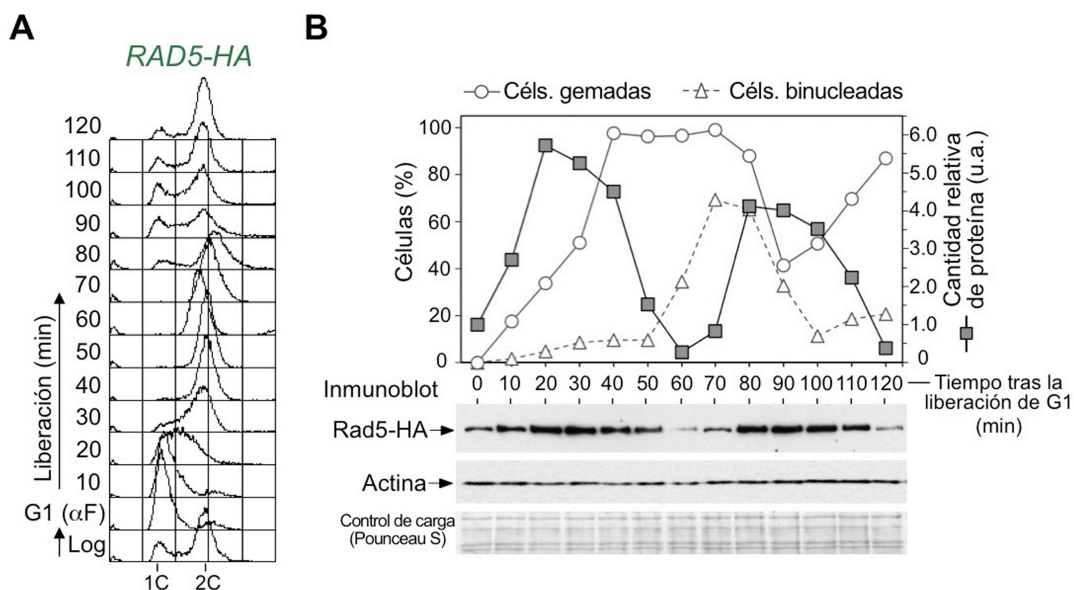 A
B
RAD5-HA
120
110
100
90
80
70
60
50
40
30
20
10
G1 (αF)
Log
Liberación (min)
1C
2C
Céls. gemadas
Céls. binucleadas
Células (%)
100
80
60
40
20
0
6.0
5.0
4.0
3.0
2.0
1.0
0
Cantidad relativa
de proteína (u.a.)
0 10 20 30 40 50 60 70 80 90 100 110 120
Tiempo tras la
liberación de G1
(min)
Inmunoblot
Rad5-HA
Actina
Control de carga
(Pounceau S)